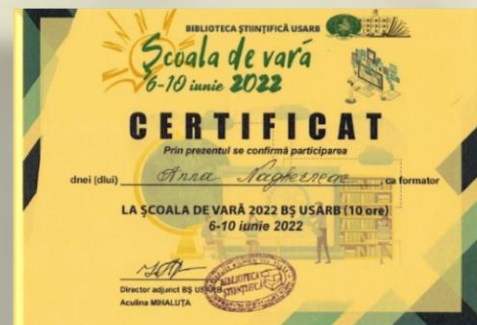 BIBLIOTECA ȘTIINȚIFICĂ USARB
Școala de vară
6-10 iunie 2022
CERTIFICAT
Prin prezentul se confirmă participarea
dnei (dlui) Anna Nagherneac, ca formator
LA ȘCOALA DE VARĂ 2022 BȘ USARB (10 ore)
6-10 iunie 2022
Director adjunct BȘ USARB
Aculina MIHALUȚA
BIBLIOTECA
ȘTIINȚIFICĂ